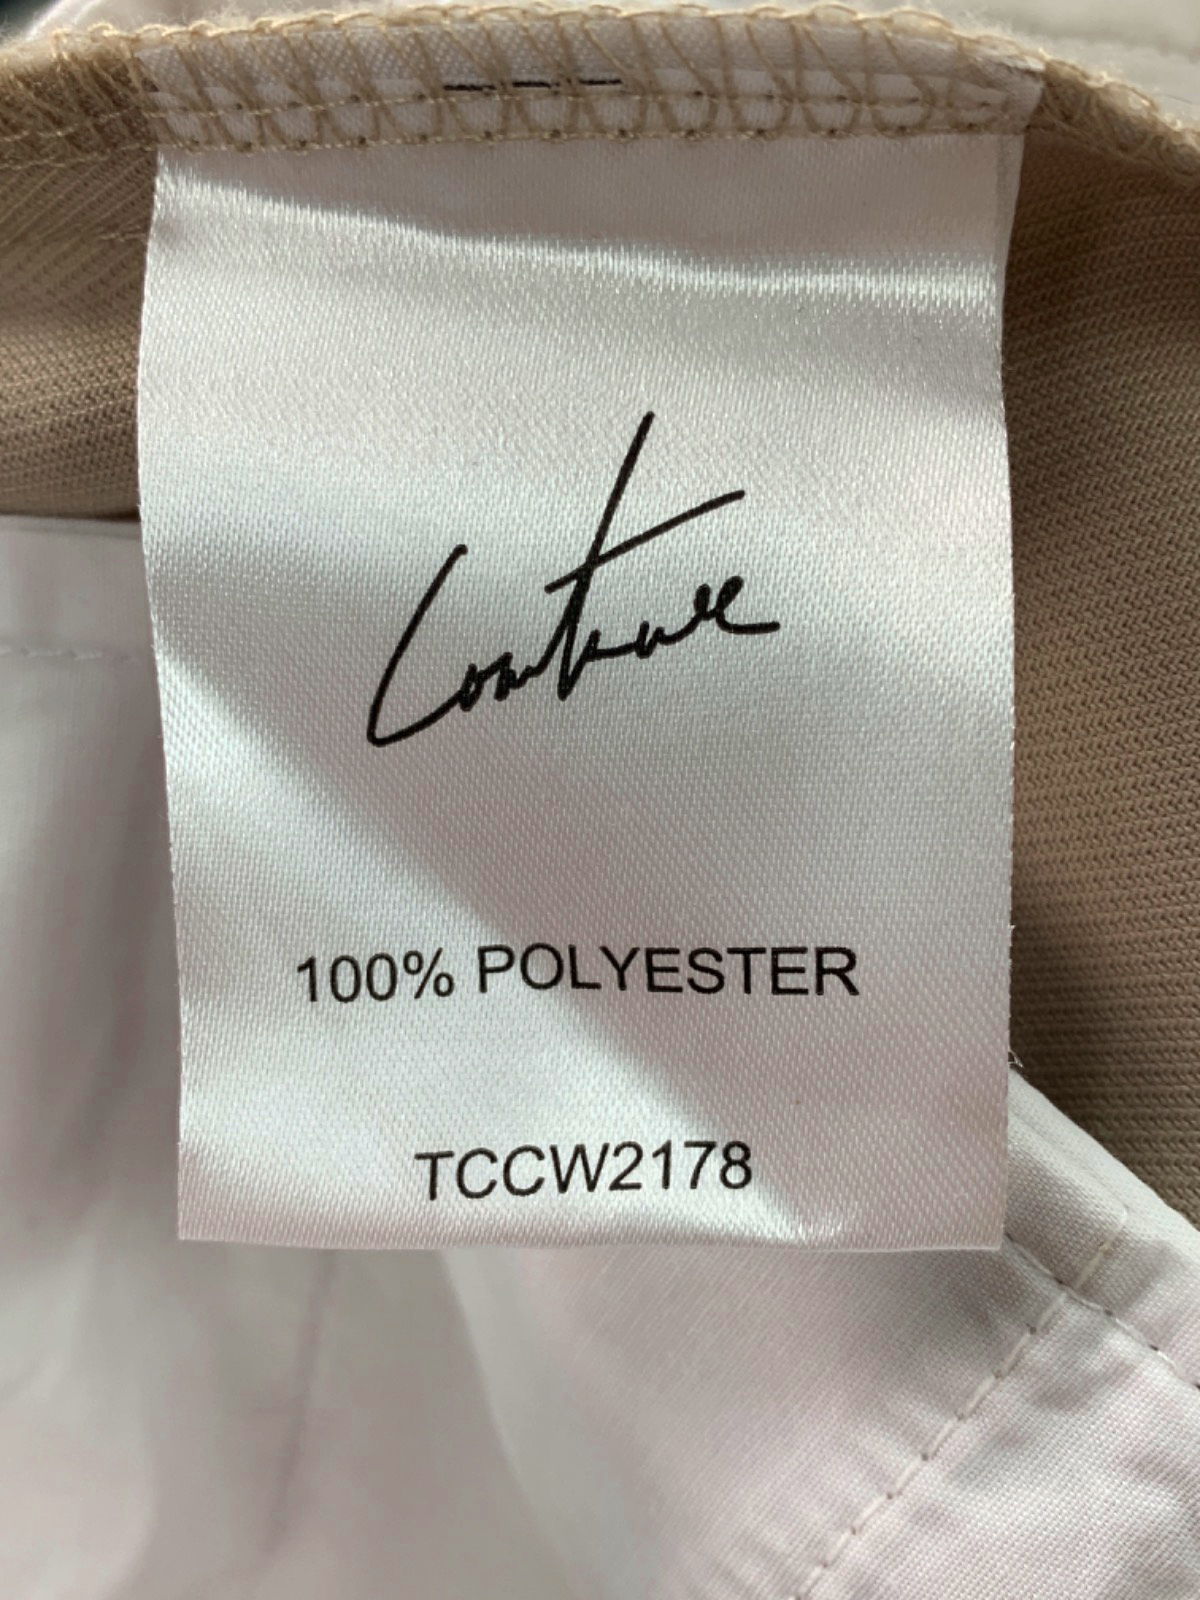 Couture
100% POLYESTER
TCCW2178